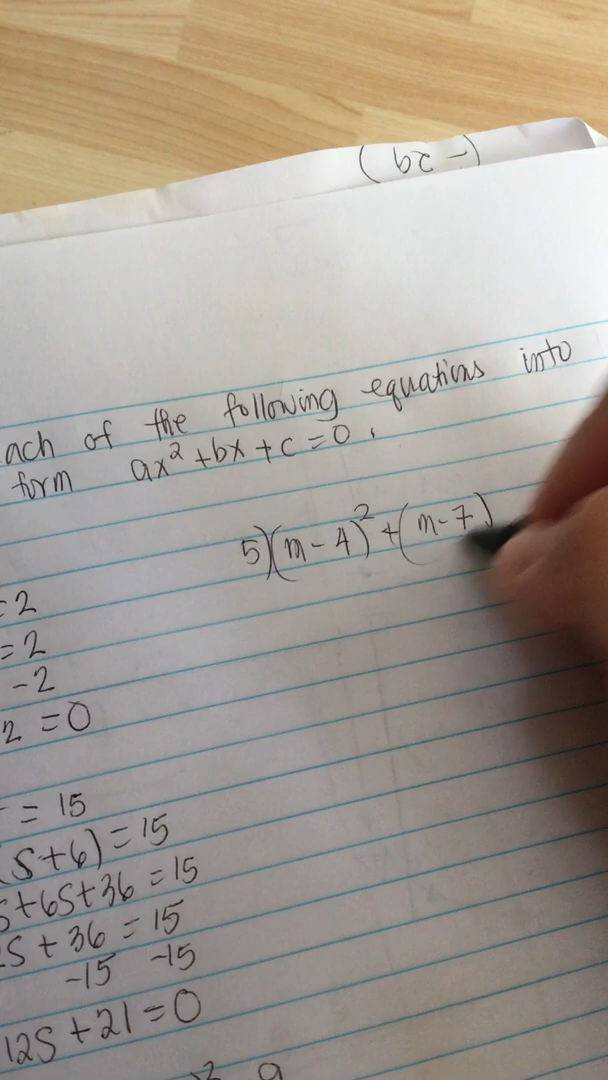 (bc -)
ach of the following equations into
form ax² + bx + c = 0.
5) (m - 4)² + (m - 7)
= 2
= 2
- 2
2 = 0
= 15
(s + 6) = 15
s + 6s + 36 = 15
s + 36 = 15
-15 -15
12s + 21 = 0